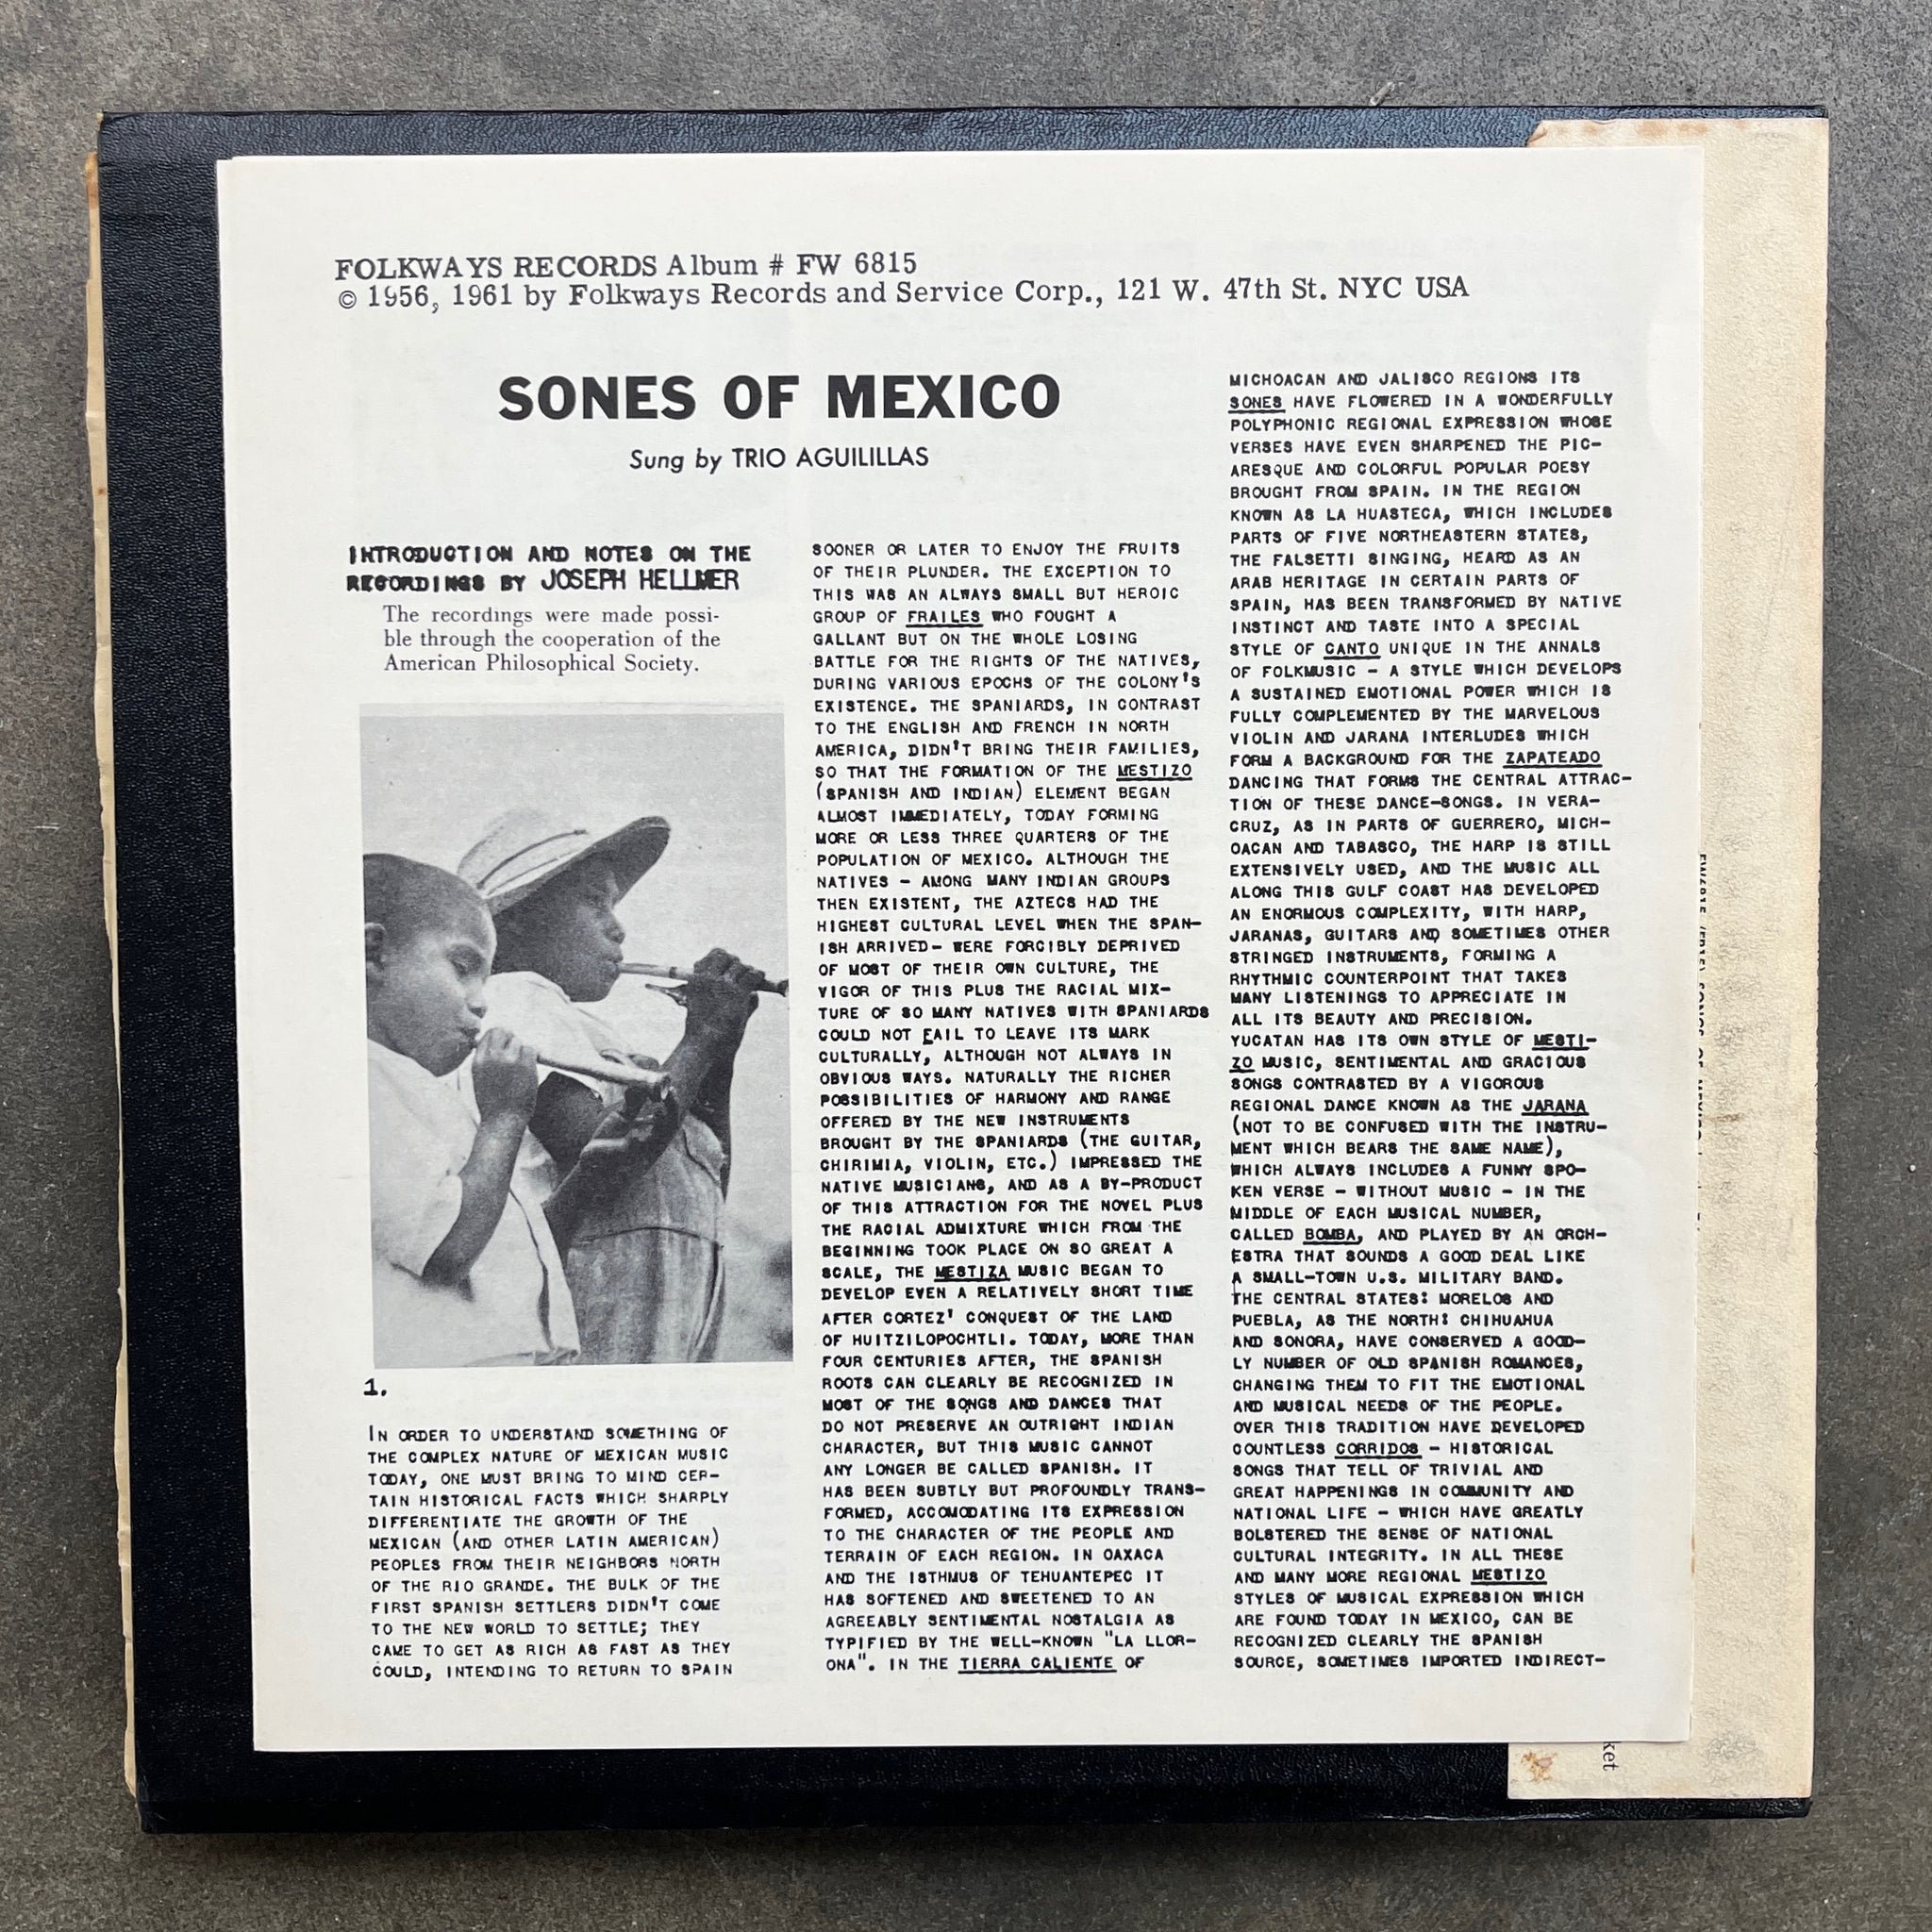 FOLKWAYS RECORDS Album # FW 6815
© 1956, 1961 by Folkways Records and Service Corp., 121 W. 47th St. NYC USA
SONES OF MEXICO
Sung by TRIO AGUILILLAS
INTRODUCTION AND NOTES ON THE
RECORDINGS BY JOSEPH HELLMER
The recordings were made possi-
ble through the cooperation of the
American Philosophical Society.
1.
IN ORDER TO UNDERSTAND SOMETHING OF
THE COMPLEX NATURE OF MEXICAN MUSIC
TODAY, ONE MUST BRING TO MIND CER-
TAIN HISTORICAL FACTS WHICH SHARPLY
DIFFERENTIATE THE GROWTH OF THE
MEXICAN (AND OTHER LATIN AMERICAN)
PEOPLES FROM THEIR NEIGHBORS NORTH
OF THE RIO GRANDE. THE BULK OF THE
FIRST SPANISH SETTLERS DIDN'T COME
TO THE NEW WORLD TO SETTLE; THEY
CAME TO GET AS RICH AS FAST AS THEY
COULD, INTENDING TO RETURN TO SPAIN
SOONER OR LATER TO ENJOY THE FRUITS
OF THEIR PLUNDER. THE EXCEPTION TO
THIS WAS AN ALWAYS SMALL BUT HEROIC
GROUP OF FRAILES WHO FOUGHT A
GALLANT BUT ON THE WHOLE LOSING
BATTLE FOR THE RIGHTS OF THE NATIVES,
DURING VARIOUS EPOCHS OF THE COLONY'S
EXISTENCE. THE SPANIARDS, IN CONTRAST
TO THE ENGLISH AND FRENCH IN NORTH
AMERICA, DIDN'T BRING THEIR FAMILIES,
SO THAT THE FORMATION OF THE MESTIZO
(SPANISH AND INDIAN) ELEMENT BEGAN
ALMOST IMMEDIATELY, TODAY FORMING
MORE OR LESS THREE QUARTERS OF THE
POPULATION OF MEXICO. ALTHOUGH THE
NATIVES - AMONG MANY INDIAN GROUPS
THEN EXISTENT, THE AZTECS HAD THE
HIGHEST CULTURAL LEVEL WHEN THE SPAN-
ISH ARRIVED- WERE FORCIBLY DEPRIVED
OF MOST OF THEIR OWN CULTURE, THE
VIGOR OF THIS PLUS THE RACIAL MIX-
TURE OF SO MANY NATIVES WITH SPANIARDS
COULD NOT FAIL TO LEAVE ITS MARK
CULTURALLY, ALTHOUGH NOT ALWAYS IN
OBVIOUS WAYS. NATURALLY THE RICHER
POSSIBILITIES OF HARMONY AND RANGE
OFFERED BY THE NEW INSTRUMENTS
BROUGHT BY THE SPANIARDS (THE GUITAR,
CHIRIMIA, VIOLIN, ETC.) IMPRESSED THE
NATIVE MUSICIANS, AND AS A BY-PRODUCT
OF THIS ATTRACTION FOR THE NOVEL PLUS
THE RACIAL ADMIXTURE WHICH FROM THE
BEGINNING TOOK PLACE ON SO GREAT A
SCALE, THE MESTIZA MUSIC BEGAN TO
DEVELOP EVEN A RELATIVELY SHORT TIME
AFTER CORTEZ' CONQUEST OF THE LAND
OF HUITZILOPOCHTLI. TODAY, MORE THAN
FOUR CENTURIES AFTER, THE SPANISH
ROOTS CAN CLEARLY BE RECOGNIZED IN
MOST OF THE SONGS AND DANCES THAT
DO NOT PRESERVE AN OUTRIGHT INDIAN
CHARACTER, BUT THIS MUSIC CANNOT
ANY LONGER BE CALLED SPANISH. IT
HAS BEEN SUBTLY BUT PROFOUNDLY TRANS-
FORMED, ACCOMODATING ITS EXPRESSION
TO THE CHARACTER OF THE PEOPLE AND
TERRAIN OF EACH REGION. IN OAXACA
AND THE ISTHMUS OF TEHUANTEPEC IT
HAS SOFTENED AND SWEETENED TO AN
AGREEABLY SENTIMENTAL NOSTALGIA AS
TYPIFIED BY THE WELL-KNOWN "LA LLOR-
ONA". IN THE TIERRA CALIENTE OF
MICHOACAN AND JALISCO REGIONS ITS
SONES HAVE FLOWERED IN A WONDERFULLY
POLYPHONIC REGIONAL EXPRESSION WHOSE
VERSES HAVE EVEN SHARPENED THE PIC-
ARESQUE AND COLORFUL POPULAR POESY
BROUGHT FROM SPAIN. IN THE REGION
KNOWN AS LA HUASTECA, WHICH INCLUDES
PARTS OF FIVE NORTHEASTERN STATES,
THE FALSETTI SINGING, HEARD AS AN
ARAB HERITAGE IN CERTAIN PARTS OF
SPAIN, HAS BEEN TRANSFORMED BY NATIVE
INSTINCT AND TASTE INTO A SPECIAL
STYLE OF CANTO UNIQUE IN THE ANNALS
OF FOLKMUSIC - A STYLE WHICH DEVELOPS
A SUSTAINED EMOTIONAL POWER WHICH IS
FULLY COMPLEMENTED BY THE MARVELOUS
VIOLIN AND JARANA INTERLUDES WHICH
FORM A BACKGROUND FOR THE ZAPATEADO
DANCING THAT FORMS THE CENTRAL ATTRAC-
TION OF THESE DANCE-SONGS. IN VERA-
CRUZ, AS IN PARTS OF GUERRERO, MICH-
OACAN AND TABASCO, THE HARP IS STILL
EXTENSIVELY USED, AND THE MUSIC ALL
ALONG THIS GULF COAST HAS DEVELOPED
AN ENORMOUS COMPLEXITY, WITH HARP,
JARANAS, GUITARS AND SOMETIMES OTHER
STRINGED INSTRUMENTS, FORMING A
RHYTHMIC COUNTERPOINT THAT TAKES
MANY LISTENINGS TO APPRECIATE IN
ALL ITS BEAUTY AND PRECISION.
YUCATAN HAS ITS OWN STYLE OF MESTI-
ZO MUSIC, SENTIMENTAL AND GRACIOUS
SONGS CONTRASTED BY A VIGOROUS
REGIONAL DANCE KNOWN AS THE JARANA
(NOT TO BE CONFUSED WITH THE INSTRU-
MENT WHICH BEARS THE SAME NAME),
WHICH ALWAYS INCLUDES A FUNNY SPO-
KEN VERSE - WITHOUT MUSIC - IN THE
MIDDLE OF EACH MUSICAL NUMBER,
CALLED BOMBA, AND PLAYED BY AN ORCH-
ESTRA THAT SOUNDS A GOOD DEAL LIKE
A SMALL-TOWN U.S. MILITARY BAND.
THE CENTRAL STATES: MORELOS AND
PUEBLA, AS THE NORTH: CHIHUAHUA
AND SONORA, HAVE CONSERVED A GOOD-
LY NUMBER OF OLD SPANISH ROMANCES,
CHANGING THEM TO FIT THE EMOTIONAL
AND MUSICAL NEEDS OF THE PEOPLE.
OVER THIS TRADITION HAVE DEVELOPED
COUNTLESS CORRIDOS - HISTORICAL
SONGS THAT TELL OF TRIVIAL AND
GREAT HAPPENINGS IN COMMUNITY AND
NATIONAL LIFE - WHICH HAVE GREATLY
BOLSTERED THE SENSE OF NATIONAL
CULTURAL INTEGRITY. IN ALL THESE
AND MANY MORE REGIONAL MESTIZO
STYLES OF MUSICAL EXPRESSION WHICH
ARE FOUND TODAY IN MEXICO, CAN BE
RECOGNIZED CLEARLY THE SPANISH
SOURCE, SOMETIMES IMPORTED INDIRECT-
ket